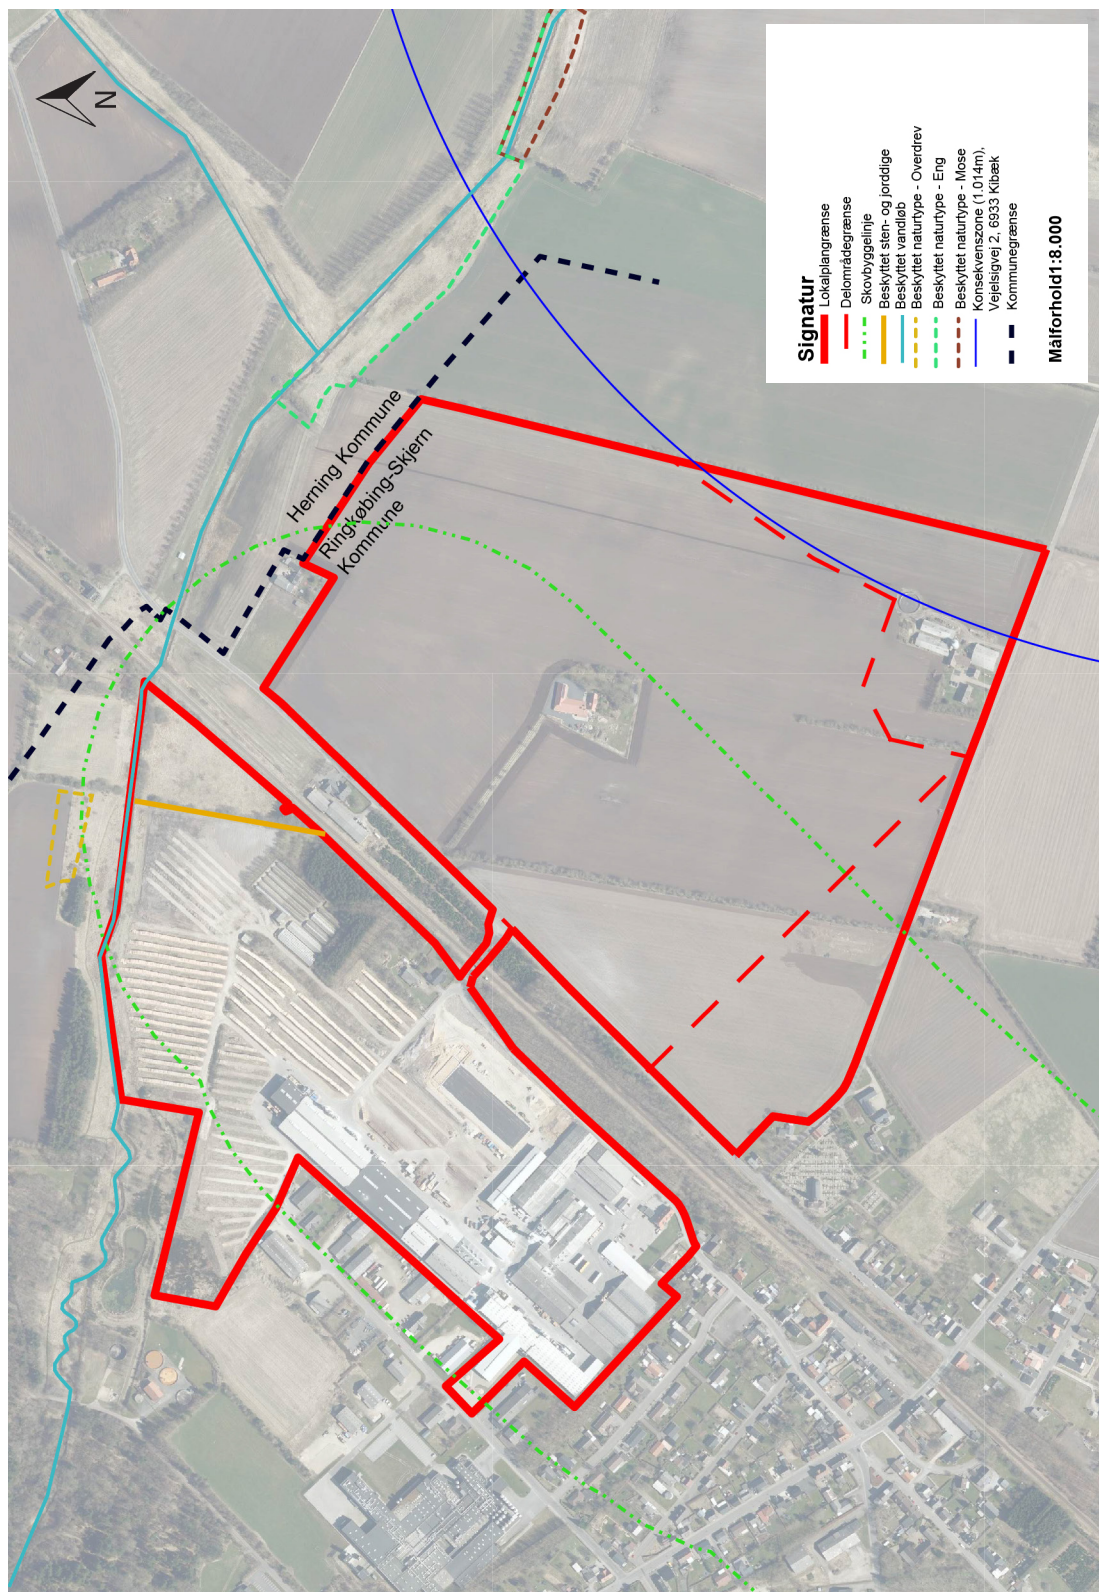 N
Herning Kommune
Ringkøbing-Skjern
Kommune
Signatur
Lokalplangrænse
Delområdegrænse
Skovbyggelinje
Beskyttet sten- og jorddige
Beskyttet vandløb
Beskyttet naturtype - Overdrev
Beskyttet naturtype - Eng
Beskyttet naturtype - Mose
Konsekvenszone (1.014m),
Vejelsigvej 2, 6933 Kibæk
Kommunegrænse
Målforhold1:8.000